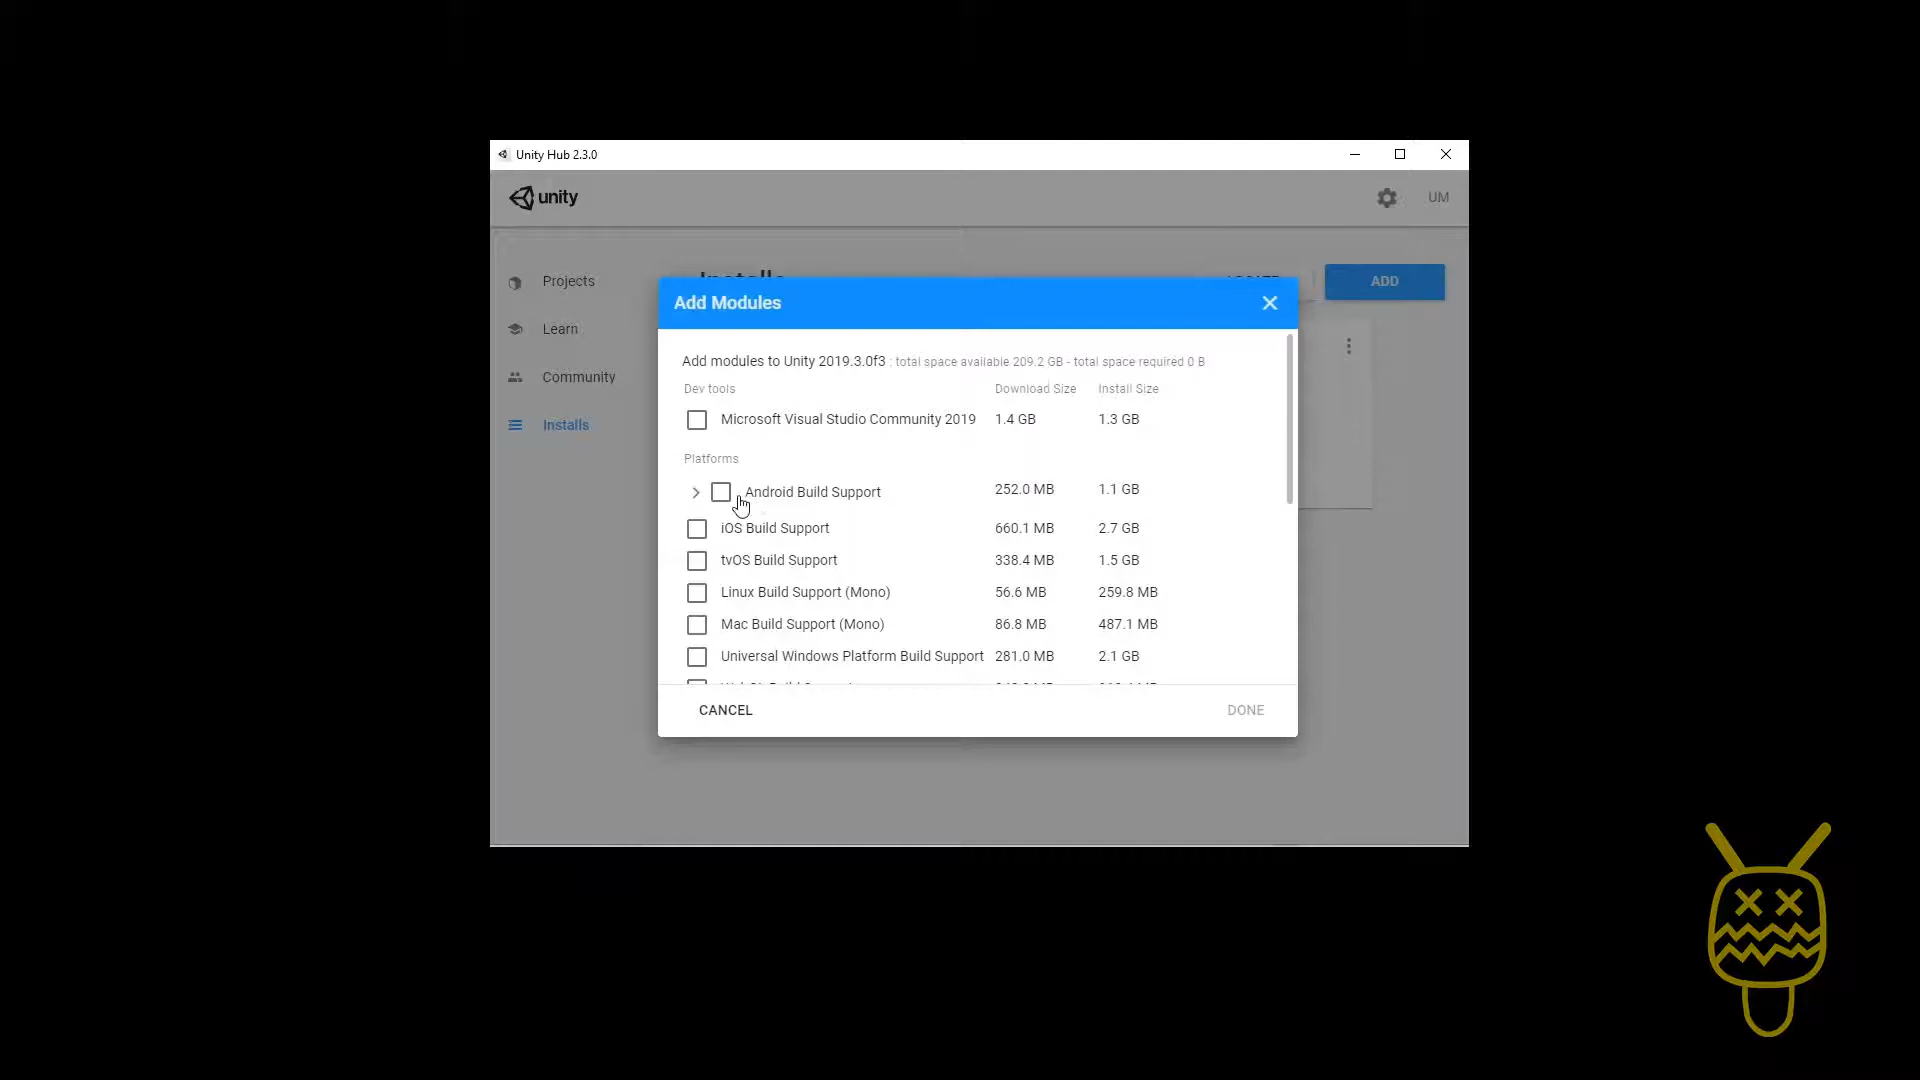 Unity Hub 2.3.0
unity
UM
Projects
Learn
Community
Installs
Installs
ADD
Add Modules
Add modules to Unity 2019.3.0f3 : total space available 209.2 GB - total space required 0 B
Dev tools Download Size Install Size
Microsoft Visual Studio Community 2019 1.4 GB 1.3 GB
Platforms
Android Build Support 252.0 MB 1.1 GB
iOS Build Support 660.1 MB 2.7 GB
tvOS Build Support 338.4 MB 1.5 GB
Linux Build Support (Mono) 56.6 MB 259.8 MB
Mac Build Support (Mono) 86.8 MB 487.1 MB
Universal Windows Platform Build Support 281.0 MB 2.1 GB
CANCEL DONE